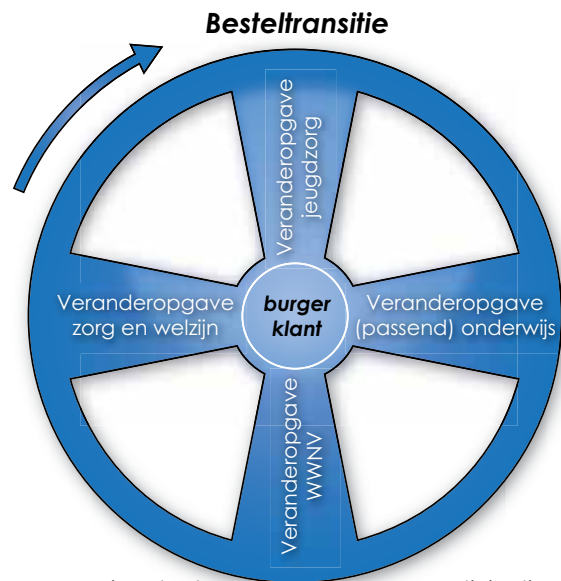 Besteltransitie
Veranderopgave
jeugdzorg
Veranderopgave
zorg en welzijn
burger
klant
Veranderopgave
(passend) onderwijs
Veranderopgave
WWNV